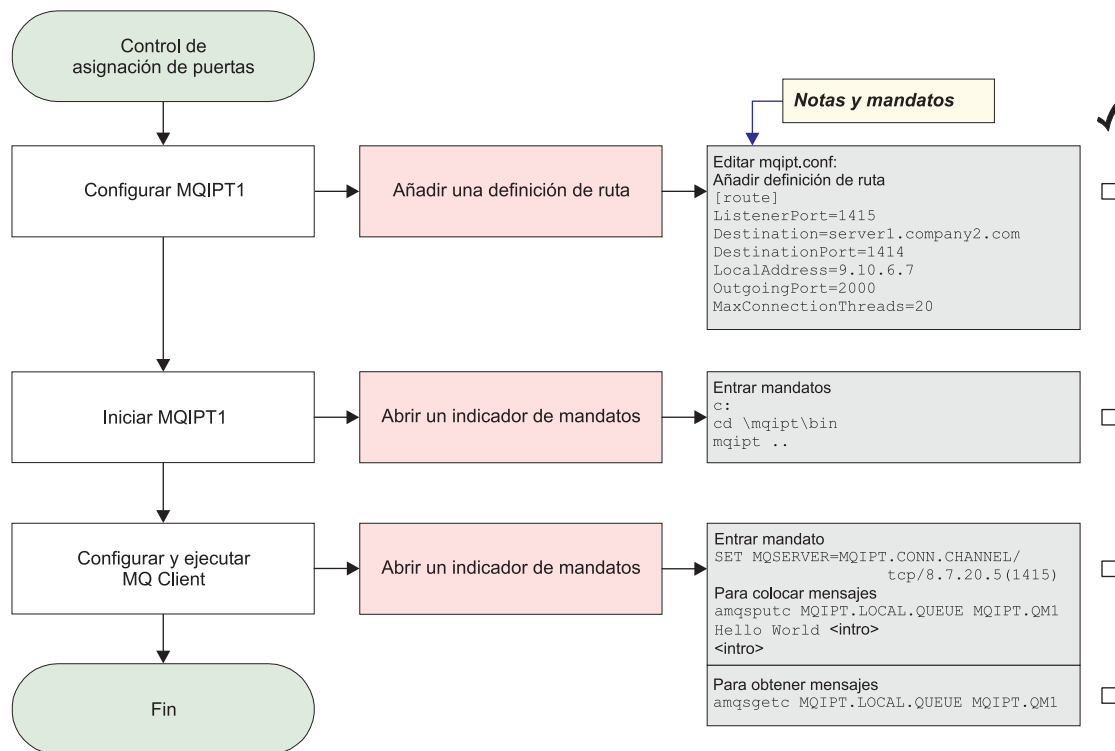 Control de
asignación de puertas
Notas y mandatos
Configurar MQIPT1
Añadir una definición de ruta
Editar mqipt.conf:
Añadir definición de ruta
[route]
ListenerPort=1415
Destination=server1.company2.com
DestinationPort=1414
LocalAddress=9.10.6.7
OutgoingPort=2000
MaxConnectionThreads=20
Iniciar MQIPT1
Abrir un indicador de mandatos
Entrar mandatos
c:
cd \mqipt\bin
mqipt ..
Configurar y ejecutar
MQ Client
Abrir un indicador de mandatos
Entrar mandato
SET MQSERVER=MQIPT.CONN.CHANNEL/
tcp/8.7.20.5(1415)
Para colocar mensajes
amqsputc MQIPT.LOCAL.QUEUE MQIPT.QM1
Hello World <intro>
<intro>
Fin
Para obtener mensajes
amqsgetc MQIPT.LOCAL.QUEUE MQIPT.QM1